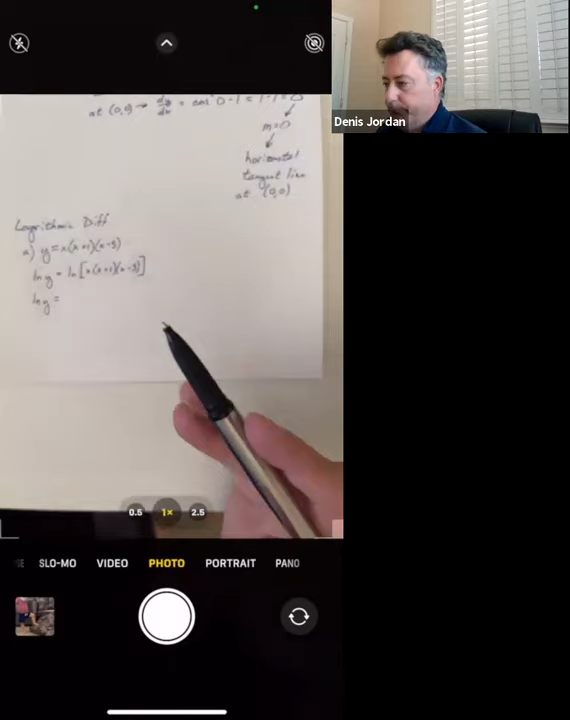 Denis Jordan
at (0,0) → dy/dx = cos² 0 - 1 = 1 - 1 = 0
m=0
horizontal
tangent line
at (0,0)
Logarithmic Diff
a) y = x(x+1)(x-3)
ln y = ln[x(x+1)(x-3)]
ln y =
0.5 1× 2.5
SLO-MO VIDEO PHOTO PORTRAIT PANO